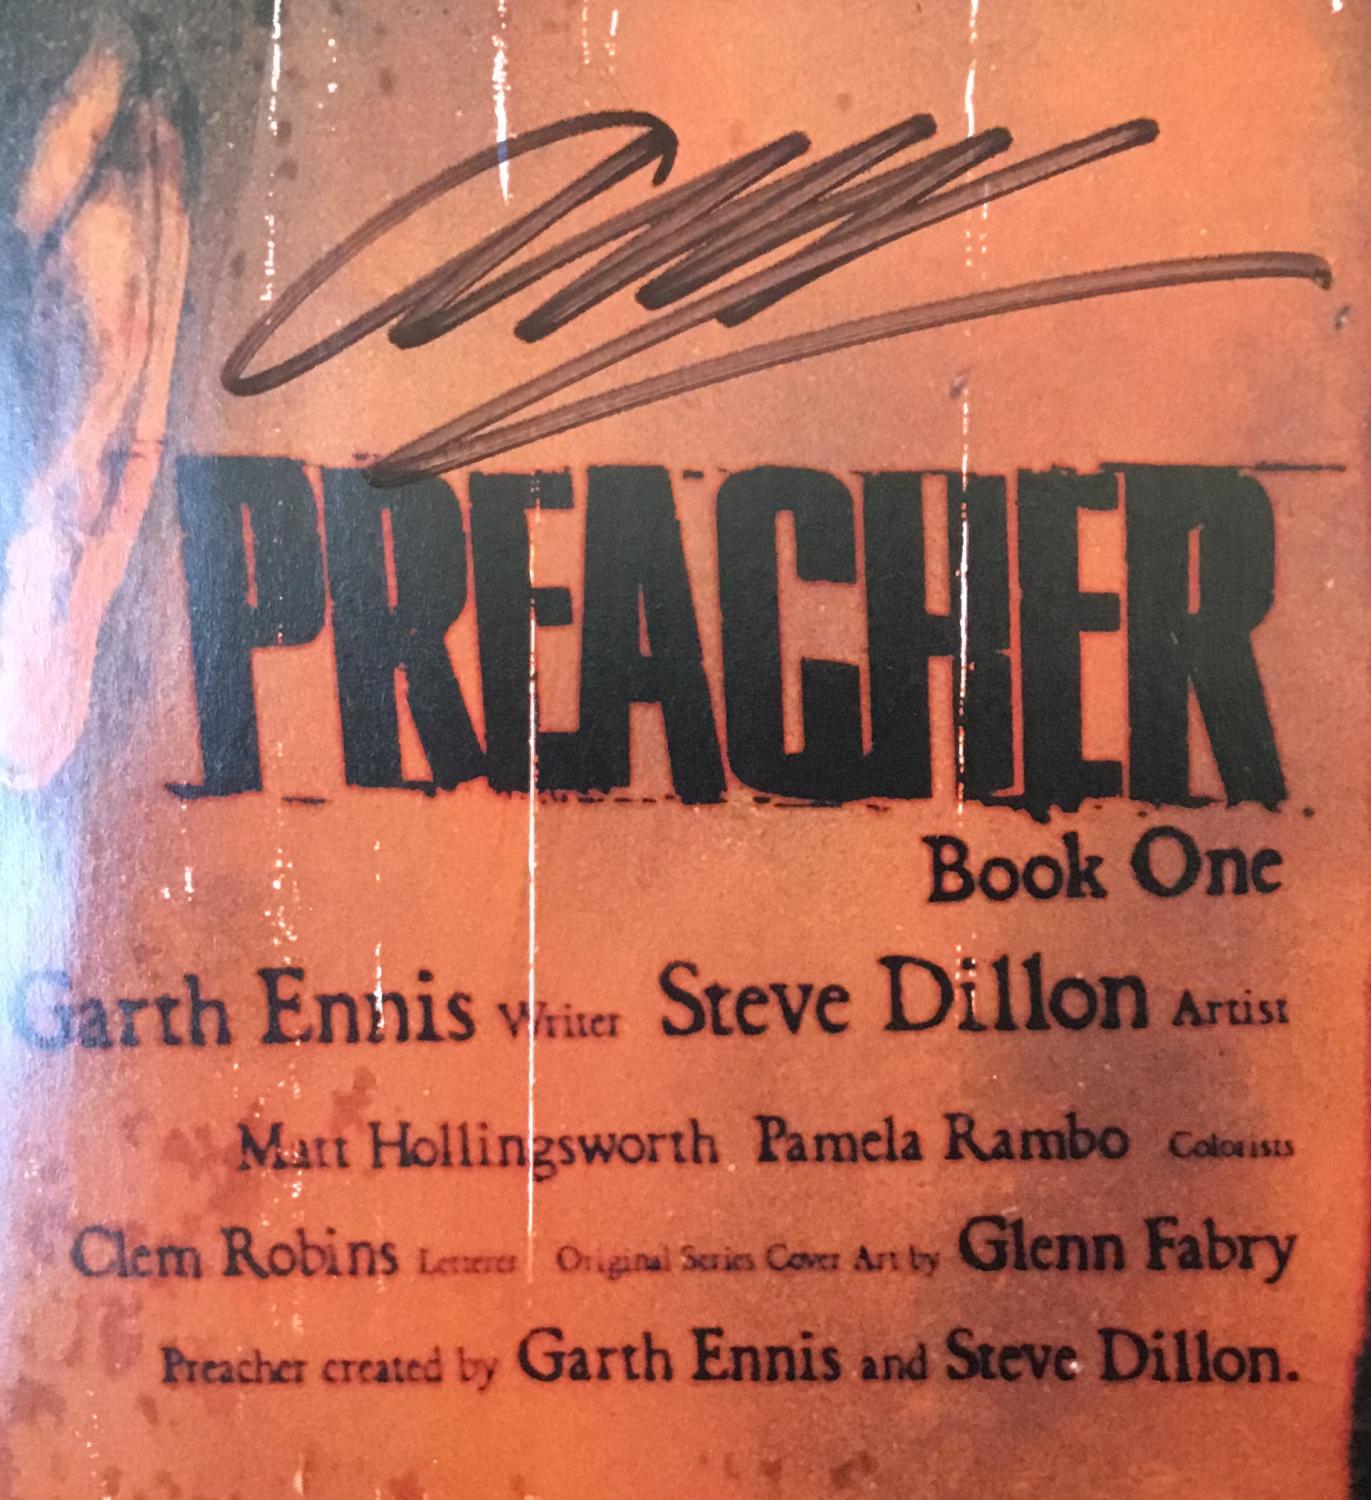 PREACHER
Book One
Garth Ennis Writer Steve Dillon Artist
Matt Hollingsworth Pamela Rambo Colorists
Clem Robins Letterer Original Series Cover Art by Glenn Fabry
Preacher created by Garth Ennis and Steve Dillon.